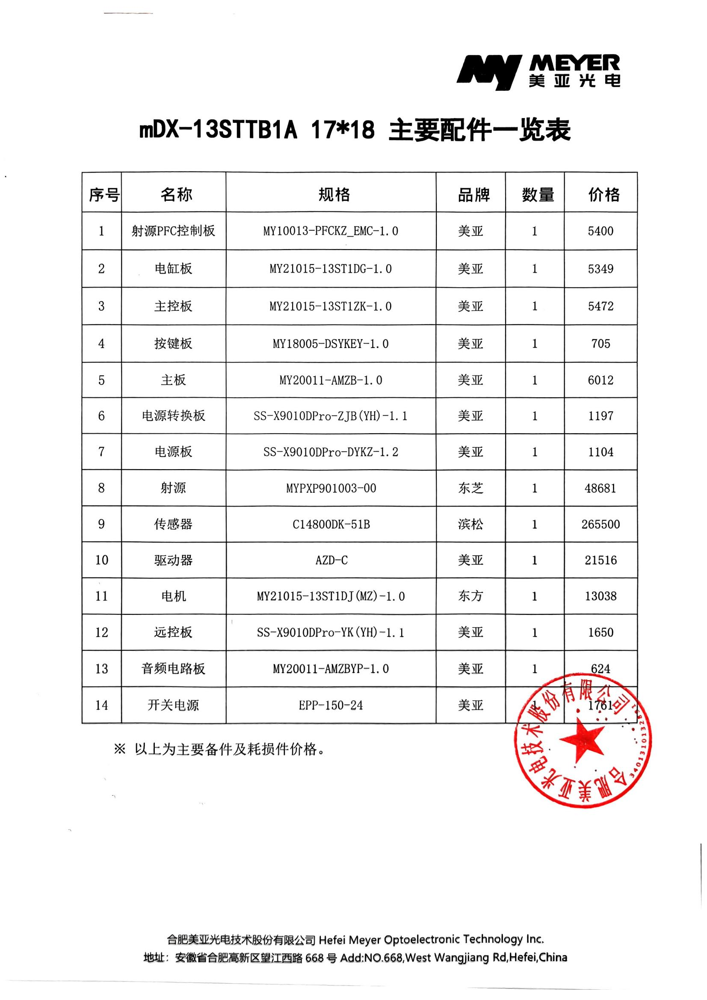 MY MEYER
美亚光电
mDX-13STTB1A 17*18 主要配件一览表
序号 名称 规格 品牌 数量 价格
1 射源PFC控制板 MY10013-PFCKZ_EMC-1.0 美亚 1 5400
2 电缸板 MY21015-13ST1DG-1.0 美亚 1 5349
3 主控板 MY21015-13ST1ZK-1.0 美亚 1 5472
4 按键板 MY18005-DSYKEY-1.0 美亚 1 705
5 主板 MY20011-AMZB-1.0 美亚 1 6012
6 电源转换板 SS-X9010DPro-ZJB(YH)-1.1 美亚 1 1197
7 电源板 SS-X9010DPro-DYKZ-1.2 美亚 1 1104
8 射源 MYPXP901003-00 东芝 1 48681
9 传感器 C14800DK-51B 滨松 1 265500
10 驱动器 AZD-C 美亚 1 21516
11 电机 MY21015-13ST1DJ(MZ)-1.0 东方 1 13038
12 远控板 SS-X9010DPro-YK(YH)-1.1 美亚 1 1650
13 音频电路板 MY20011-AMZBYP-1.0 美亚 1 624
14 开关电源 EPP-150-24 美亚 1 1761
※ 以上为主要备件及耗损件价格。
合肥美亚光电技术股份有限公司
3401310132891
合肥美亚光电技术股份有限公司 Hefei Meyer Optoelectronic Technology Inc.
地址：安徽省合肥高新区望江西路 668 号 Add:NO.668,West Wangjiang Rd,Hefei,China